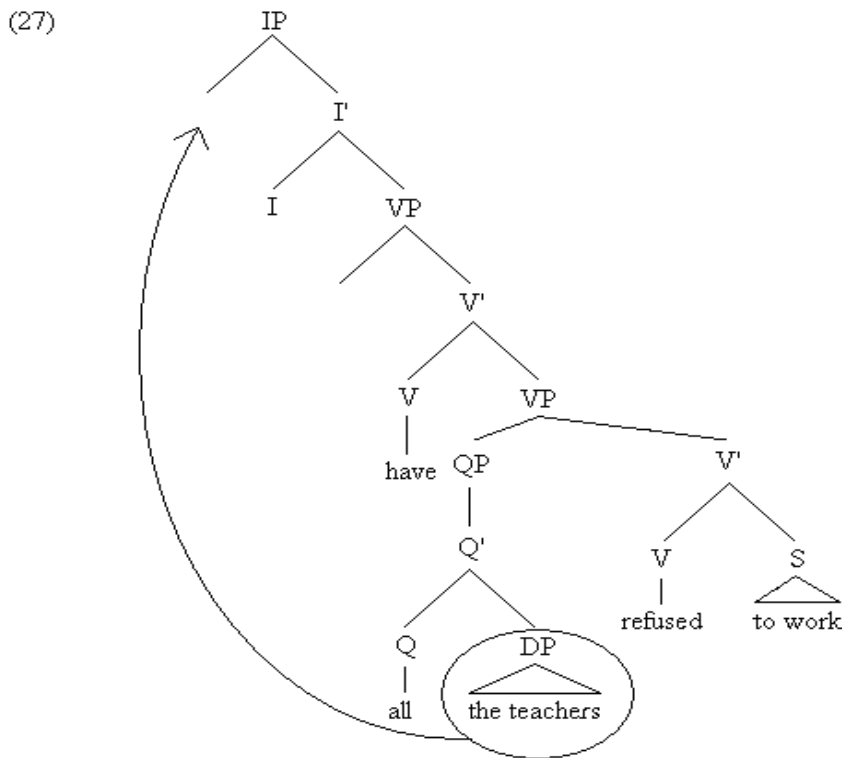 (27) IP
I'
I VP
V'
V VP
have QP V'
Q' V S
refused to work
Q DP
all the teachers